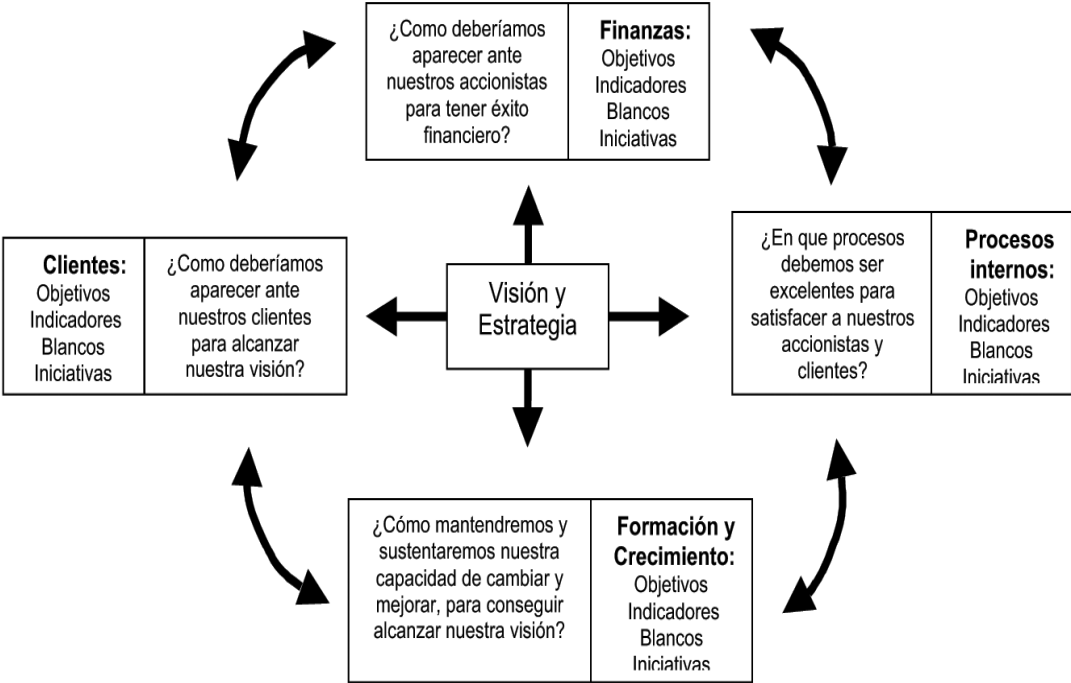 ¿Como deberíamos
aparecer ante
nuestros accionistas
para tener éxito
financiero?
Finanzas:
Objetivos
Indicadores
Blancos
Iniciativas
Clientes:
Objetivos
Indicadores
Blancos
Iniciativas
¿Como deberíamos
aparecer ante
nuestros clientes
para alcanzar
nuestra visión?
Visión y
Estrategia
¿En que procesos
debemos ser
excelentes para
satisfacer a nuestros
accionistas y
clientes?
Procesos
internos:
Objetivos
Indicadores
Blancos
Iniciativas
¿Cómo mantendremos y
sustentaremos nuestra
capacidad de cambiar y
mejorar, para conseguir
alcanzar nuestra visión?
Formación y
Crecimiento:
Objetivos
Indicadores
Blancos
Iniciativas